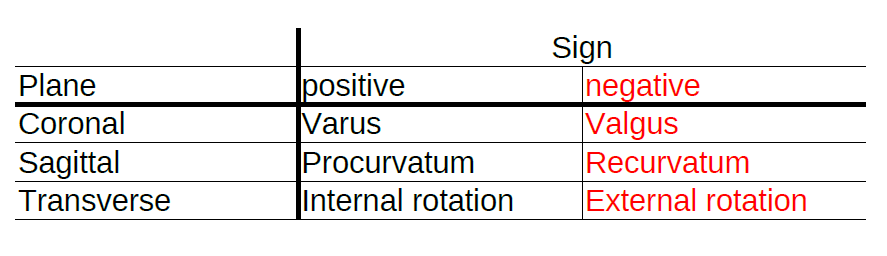 Sign
Plane positive negative
Coronal Varus Valgus
Sagittal Procurvatum Recurvatum
Transverse Internal rotation External rotation